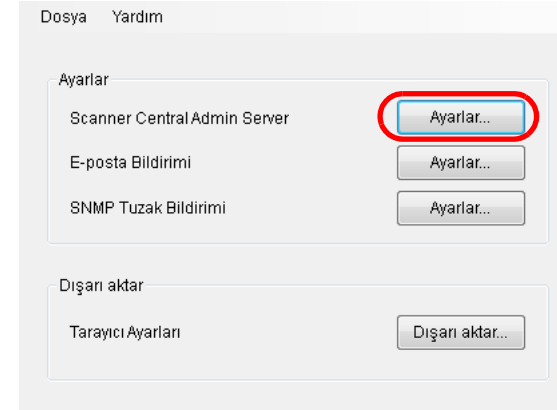 Dosya Yardım
Ayarlar
Scanner Central Admin Server Ayarlar...
E-posta Bildirimi Ayarlar...
SNMP Tuzak Bildirimi Ayarlar...
Dışarı aktar
Tarayıcı Ayarları Dışarı aktar...